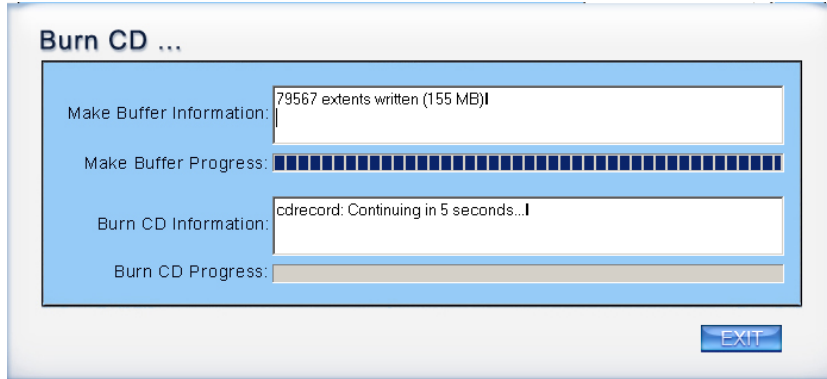 Burn CD ...
Make Buffer Information:
79567 extents written (155 MB)
Make Buffer Progress:
Burn CD Information:
cdrecord: Continuing in 5 seconds...
Burn CD Progress:
EXIT